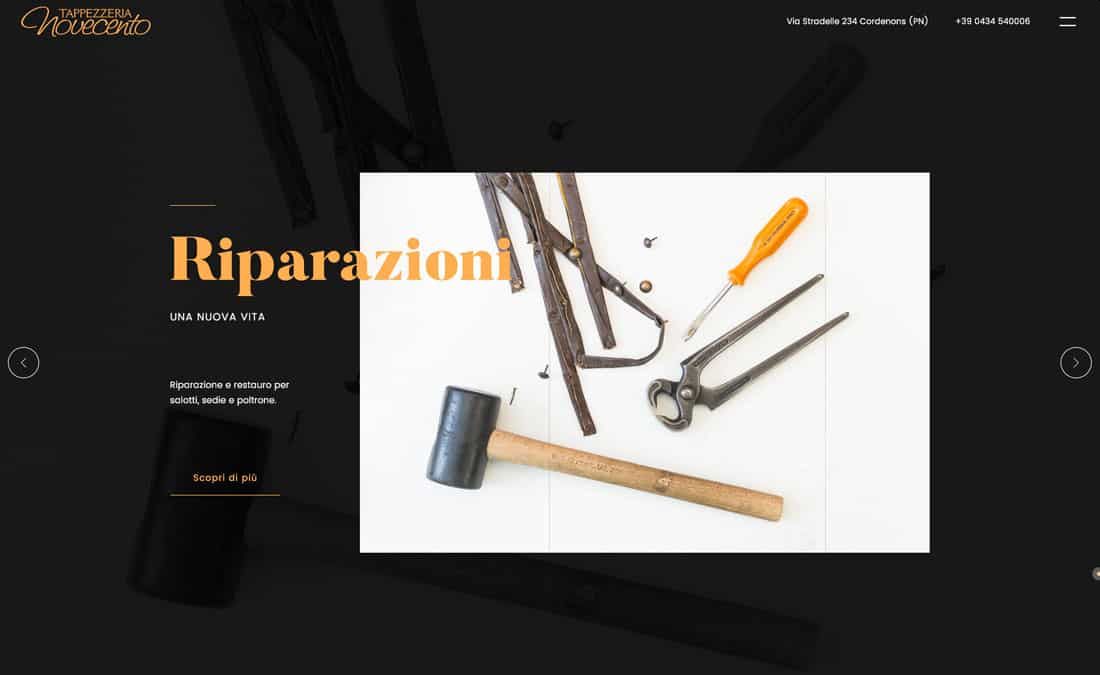 TAPPEZZERIA
Novecento
Via Stradelle 234 Cordenons (PN)
+39 0434 540006
Riparazioni
UNA NUOVA VITA
Riparazione e restauro per
salotti, sedie e poltrone.
Scopri di più